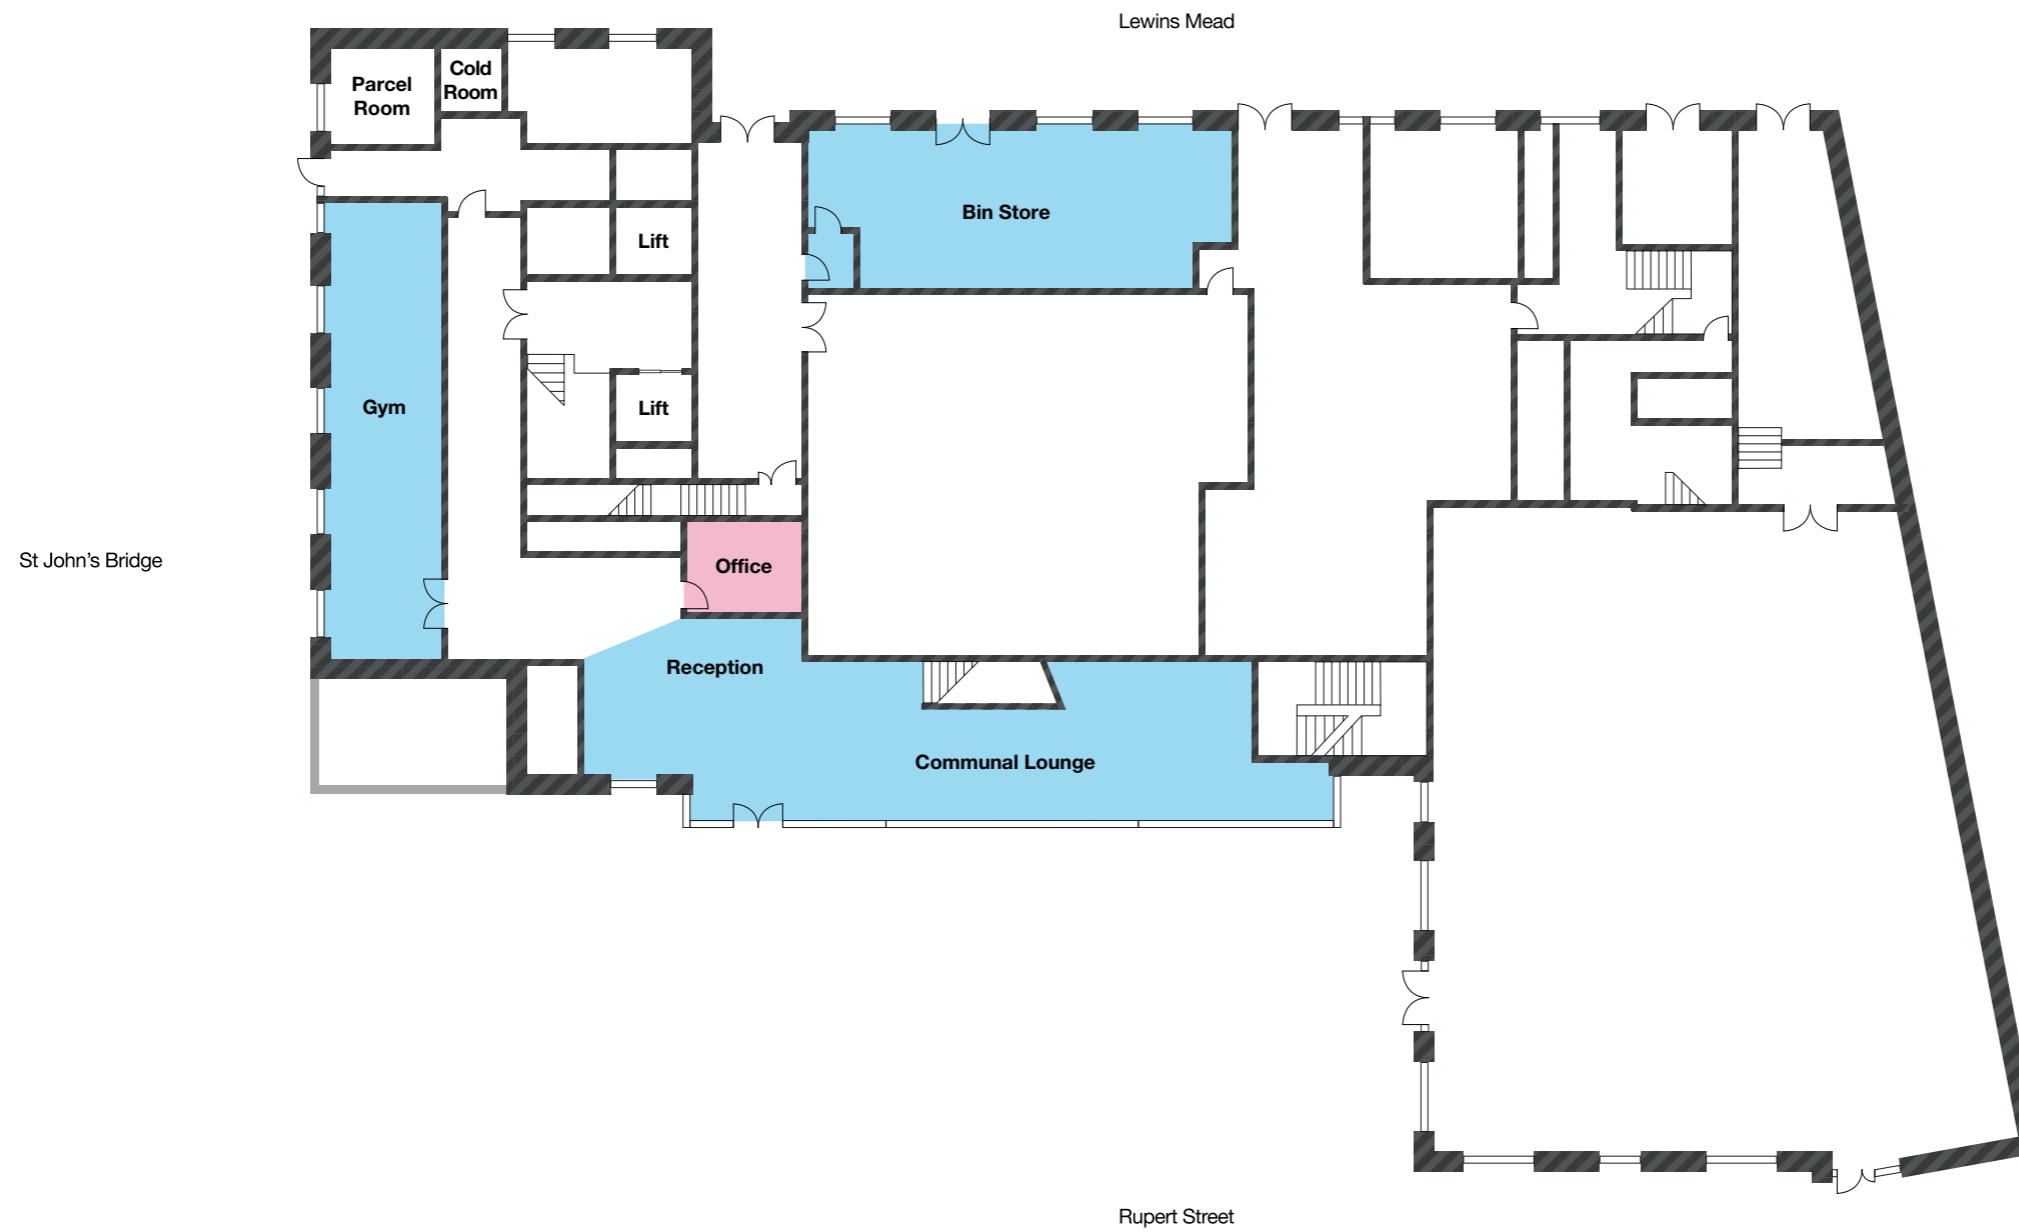 Lewins Mead
Parcel
Room
Cold
Room
Bin Store
Lift
Gym
Lift
St John's Bridge
Office
Reception
Communal Lounge
Rupert Street